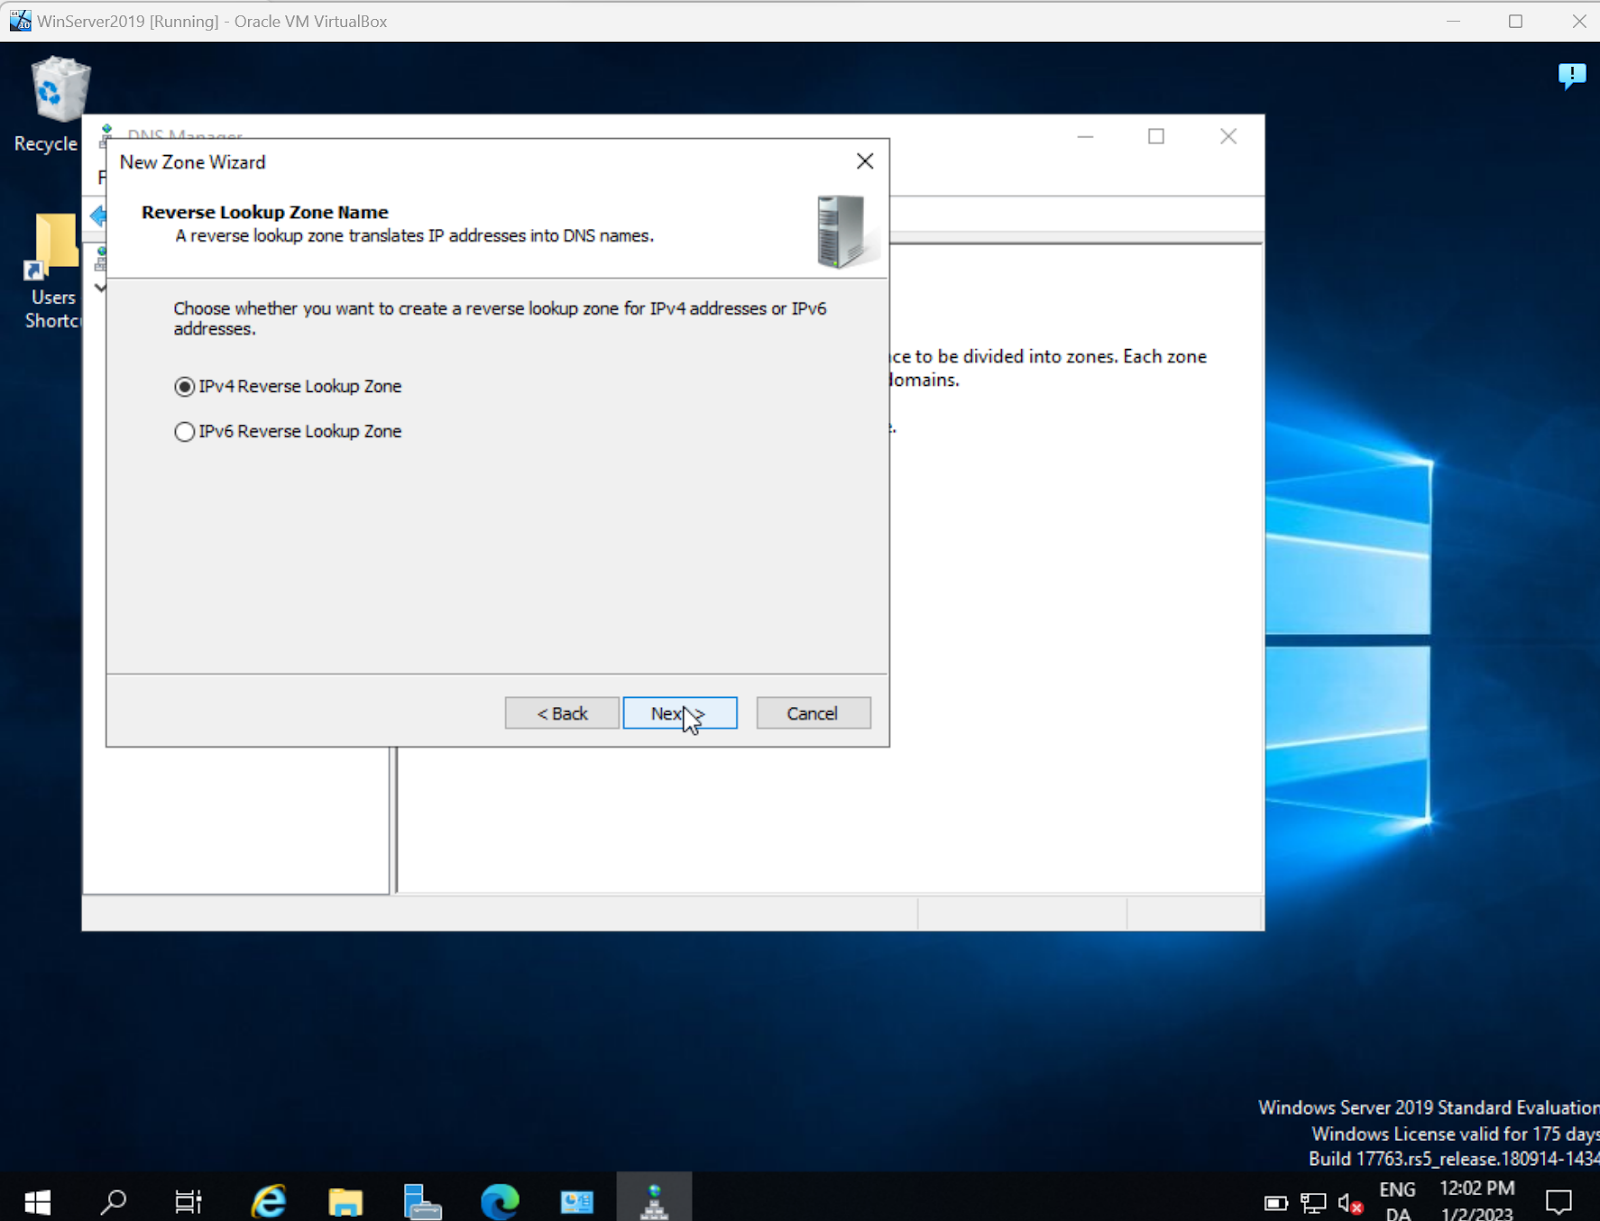 WinServer2019 [Running] - Oracle VM VirtualBox
Recycle
DNS Manager
New Zone Wizard
F
Reverse Lookup Zone Name
A reverse lookup zone translates IP addresses into DNS names.
Users
Shortc
Choose whether you want to create a reverse lookup zone for IPv4 addresses or IPv6
addresses.
ce to be divided into zones. Each zone
omains.
IPv4 Reverse Lookup Zone
IPv6 Reverse Lookup Zone
< Back
Next >
Cancel
Windows Server 2019 Standard Evaluation
Windows License valid for 175 days
Build 17763.rs5_release.180914-1434
ENG
DA
12:02 PM
1/2/2023